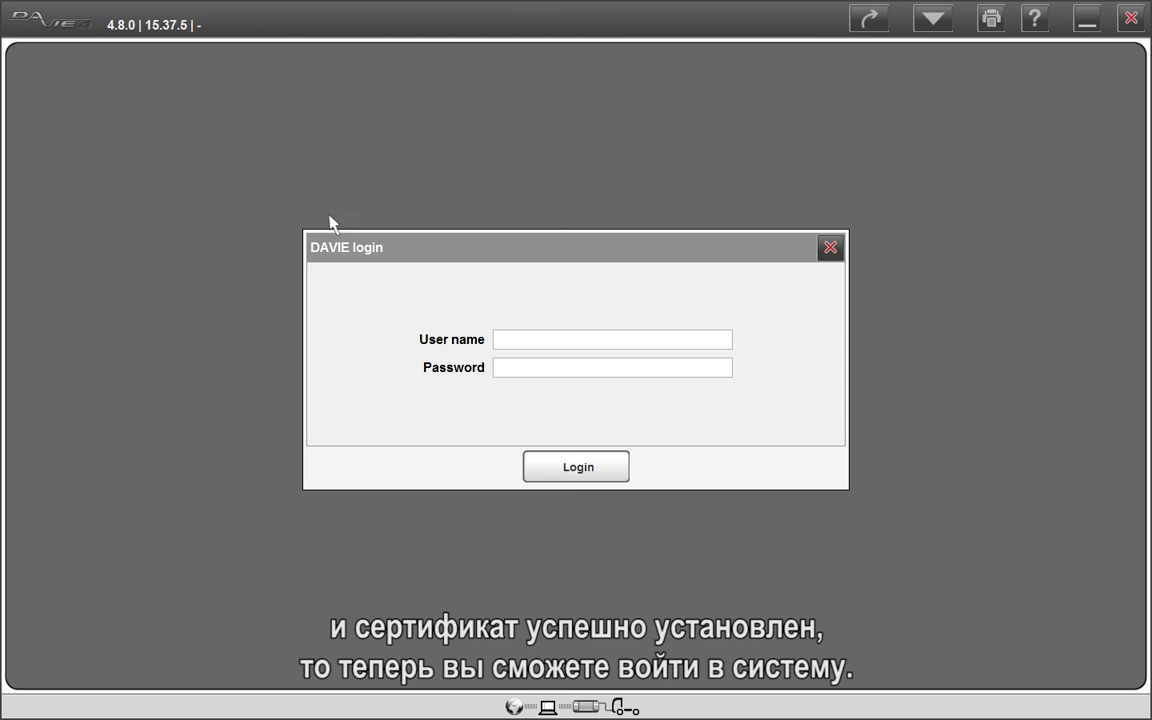 DAVIE4 4.8.0 | 15.37.5 | -
DAVIE login
User name
Password
Login
и сертификат успешно установлен,
то теперь вы сможете войти в систему.